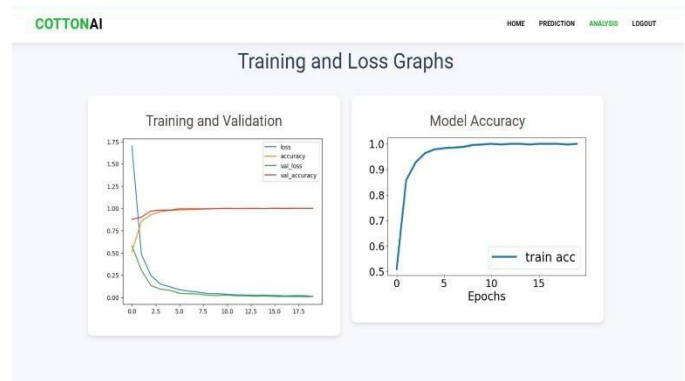 COTTONAI
HOME PREDICTION ANALYSIS LOGOUT
Training and Loss Graphs
Training and Validation
1.75
1.50
1.25
1.00
0.75
0.50
0.25
0.00
loss
accuracy
val_loss
val_accuracy
0.0 2.5 5.0 7.5 10.0 12.5 15.0 17.5
Model Accuracy
1.0
0.9
0.8
0.7
0.6
0.5
train acc
0 5 10 15
Epochs